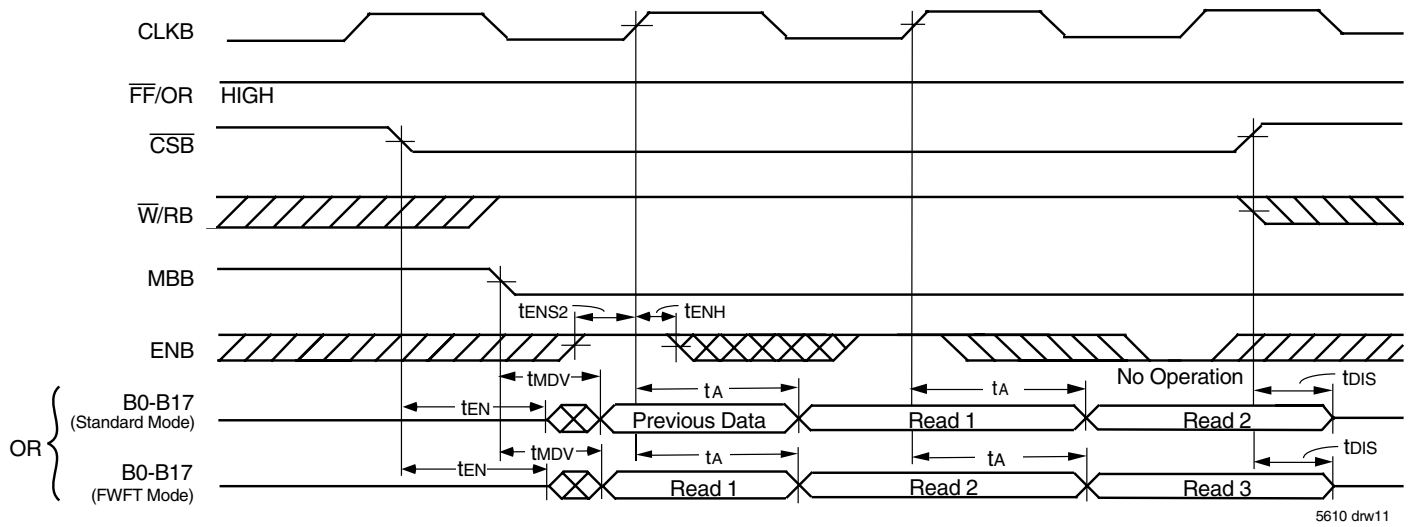 CLKB
FF/OR HIGH
CSB
W/RB
MBB
tENS2 tENH
ENB
No Operation
tMDV tA tA tDIS
B0-B17
(Standard Mode)
tEN Previous Data Read 1 Read 2
OR
tMDV tA tA tDIS
B0-B17
(FWFT Mode)
tEN Read 1 Read 2 Read 3
5610 drw11